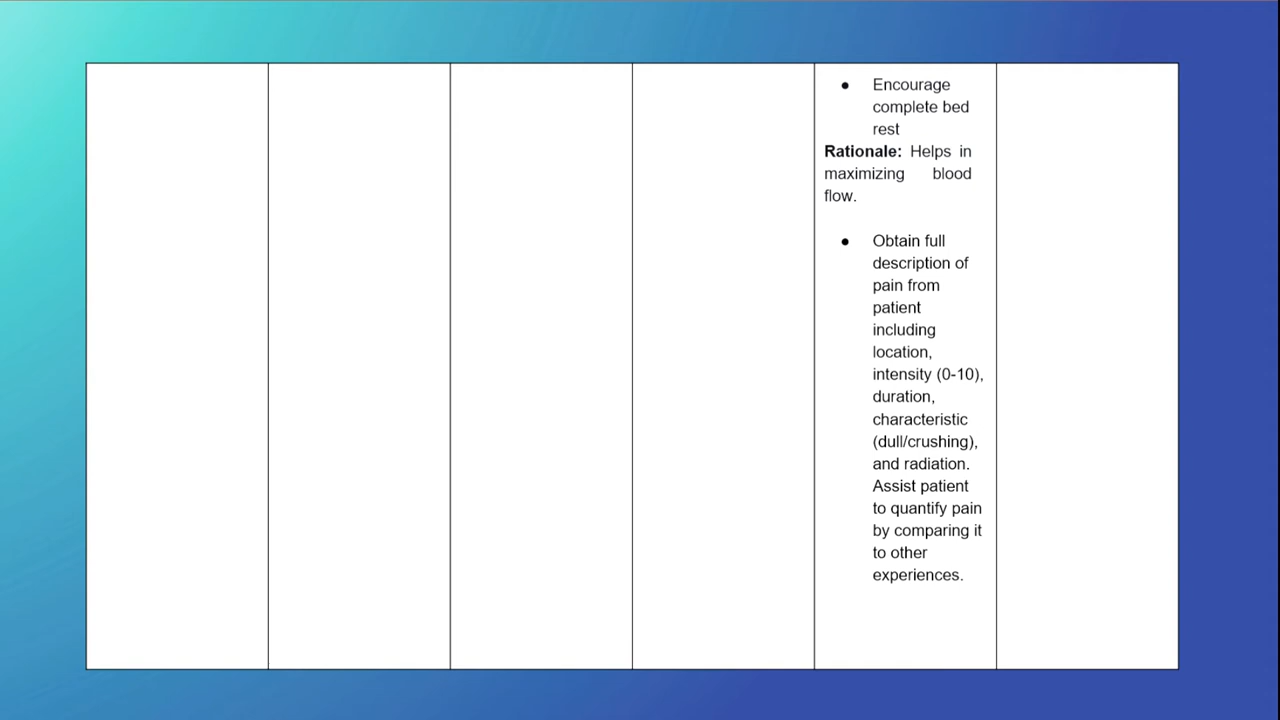 ● Encourage
complete bed
rest
Rationale: Helps in
maximizing blood
flow.
● Obtain full
description of
pain from
patient
including
location,
intensity (0-10),
duration,
characteristic
(dull/crushing),
and radiation.
Assist patient
to quantify pain
by comparing it
to other
experiences.